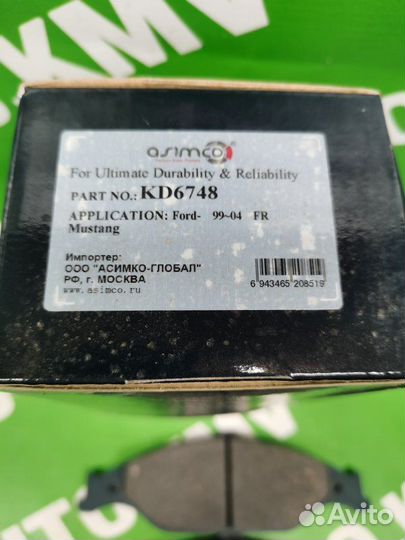 DXKMV
asimco
For Ultimate Durability & Reliability
PART NO.: KD6748
APPLICATION: Ford- 99~04 FR
Mustang
Импортер:
ООО "АСИМКО-ГЛОБАЛ"
РФ, г. МОСКВА
www.asimco.ru
6 943465 208519
Avito